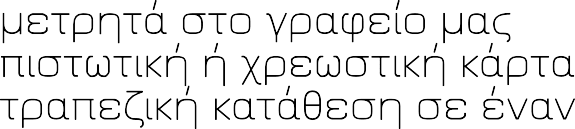 μετρητά στο γραφείο μας
πιστωτική ή χρεωστική κάρτα
τραπεζική κατάθεση σε έναν